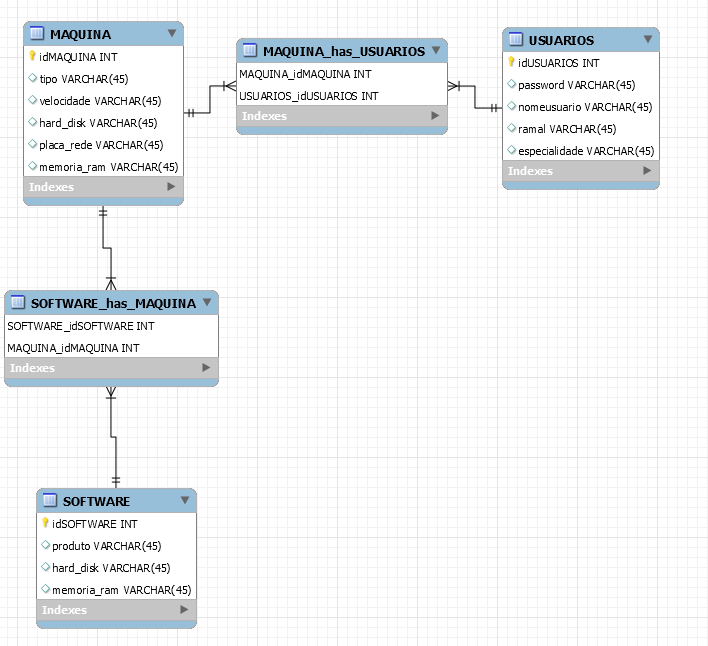 MAQUINA
idMAQUINA INT
tipo VARCHAR(45)
velocidade VARCHAR(45)
hard_disk VARCHAR(45)
placa_rede VARCHAR(45)
memoria_ram VARCHAR(45)
Indexes
MAQUINA_has_USUARIOS
MAQUINA_idMAQUINA INT
USUARIOS_idUSUARIOS INT
Indexes
USUARIOS
idUSUARIOS INT
password VARCHAR(45)
nomeusuario VARCHAR(45)
ramal VARCHAR(45)
especialidade VARCHAR(45)
Indexes
SOFTWARE_has_MAQUINA
SOFTWARE_idSOFTWARE INT
MAQUINA_idMAQUINA INT
Indexes
SOFTWARE
idSOFTWARE INT
produto VARCHAR(45)
hard_disk VARCHAR(45)
memoria_ram VARCHAR(45)
Indexes